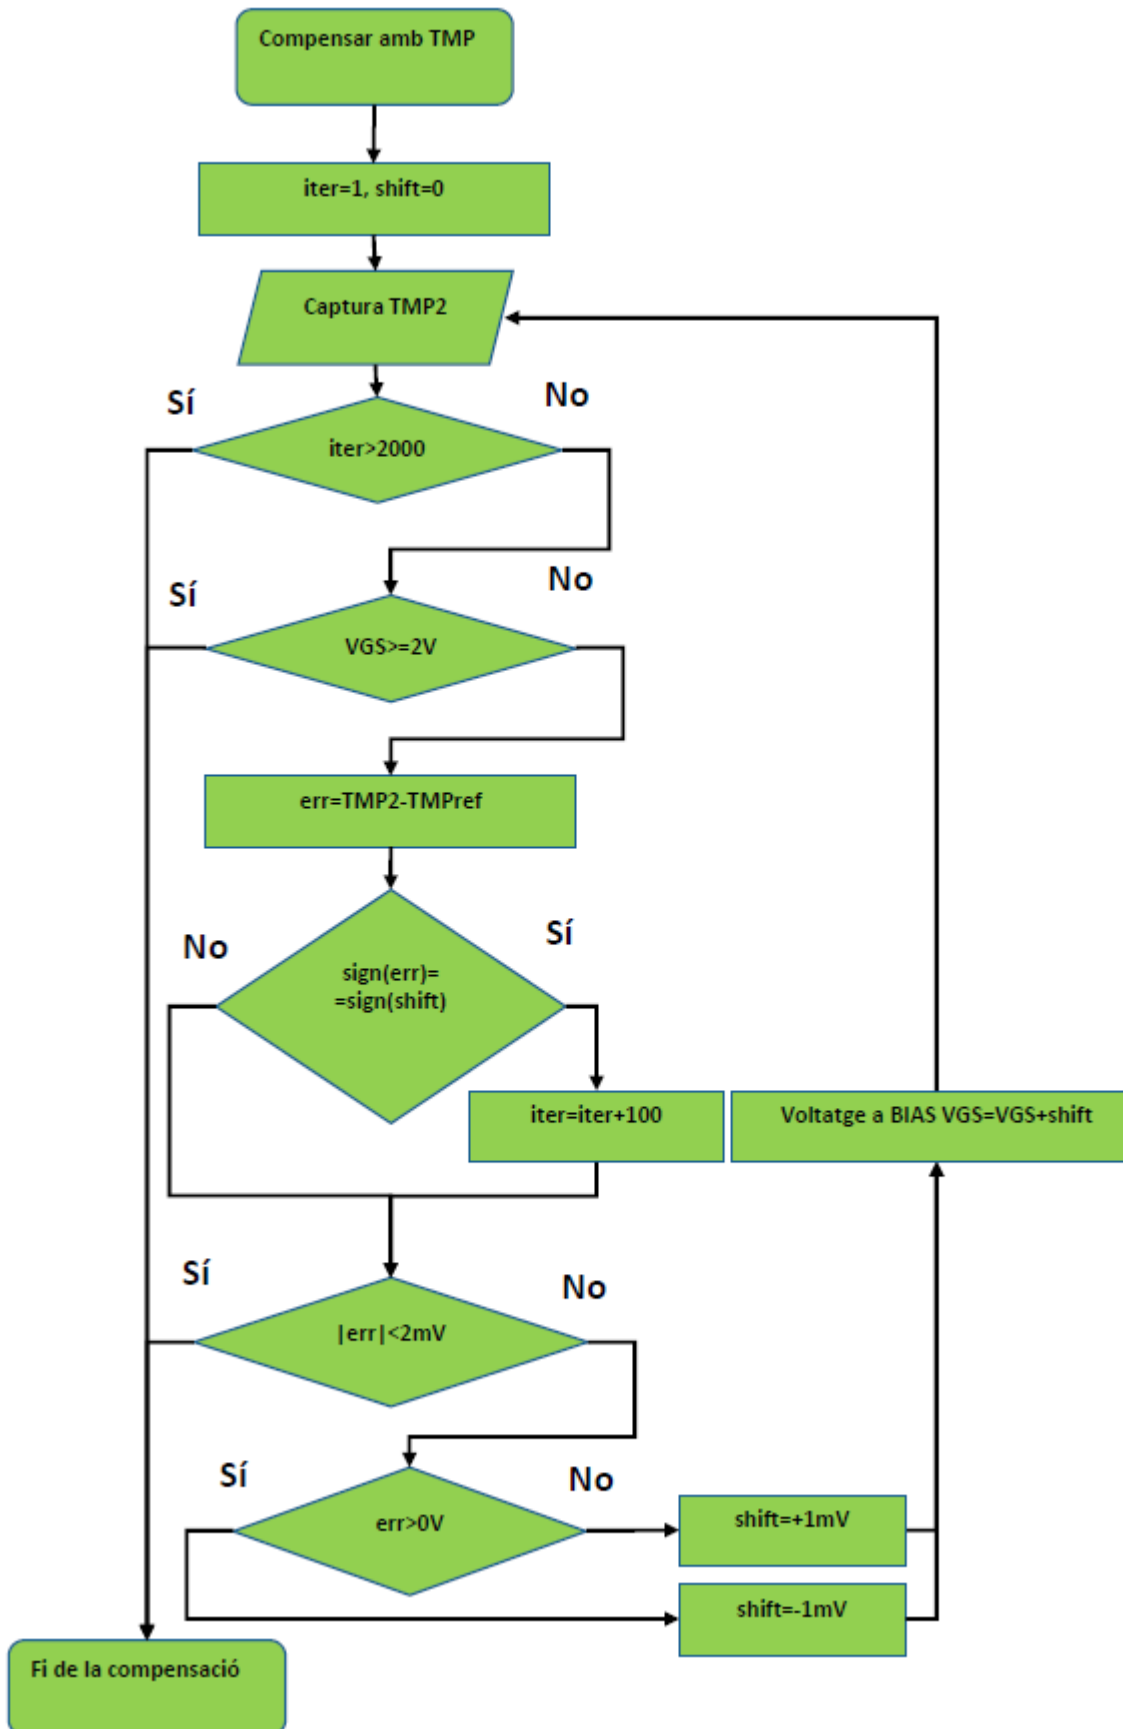 Compensar amb TMP
iter=1, shift=0
Captura TMP2
Sí
No
iter>2000
Sí
No
VGS>=2V
err=TMP2-TMPref
No
Sí
sign(err)=
=sign(shift)
iter=iter+100
Voltatge a BIAS VGS=VGS+shift
Sí
No
|err|<2mV
Sí
No
err>0V
shift=+1mV
shift=-1mV
Fi de la compensació